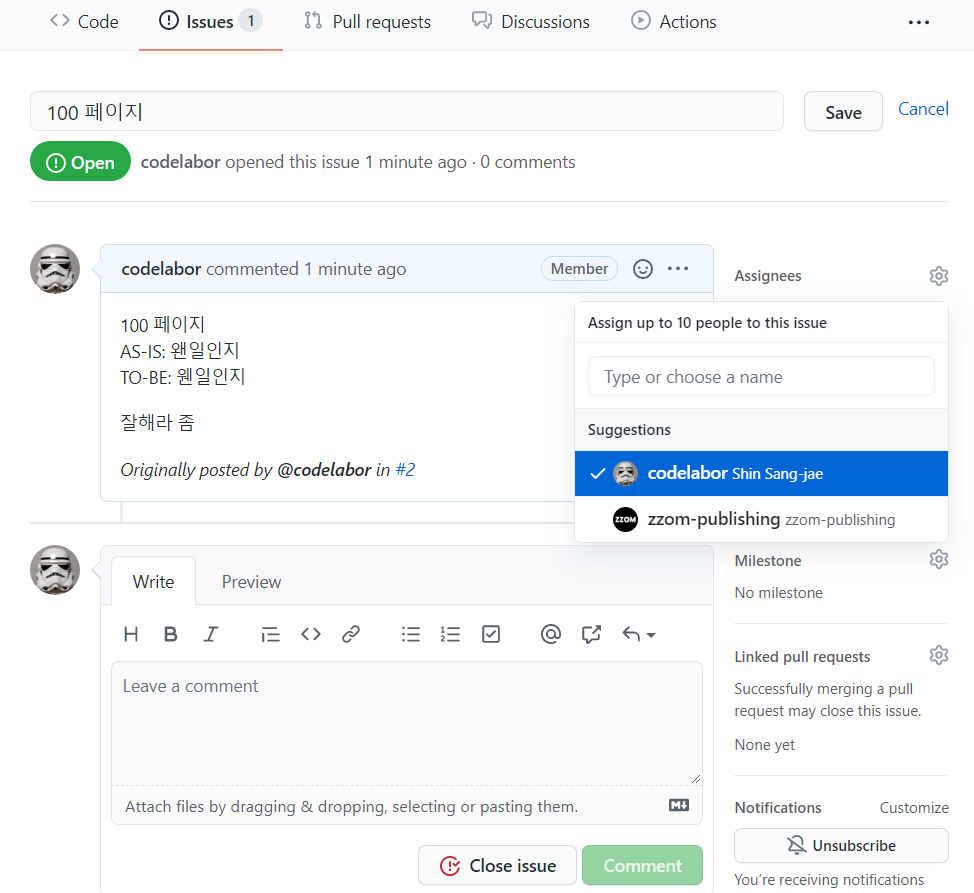 Code
Issues 1
Pull requests
Discussions
Actions
100 페이지
Save
Cancel
Open
codelabor opened this issue 1 minute ago · 0 comments
codelabor commented 1 minute ago
Member
100 페이지
AS-IS: 왠일인지
TO-BE: 웬일인지
잘해라 좀
Originally posted by @codelabor in #2
Assignees
Assign up to 10 people to this issue
Type or choose a name
Suggestions
codelabor Shin Sang-jae
ZZOM
zzom-publishing zzom-publishing
Milestone
No milestone
Linked pull requests
Successfully merging a pull
request may close this issue.
None yet
Notifications
Customize
Unsubscribe
You're receiving notifications
Write
Preview
Leave a comment
Attach files by dragging & dropping, selecting or pasting them.
Close issue
Comment